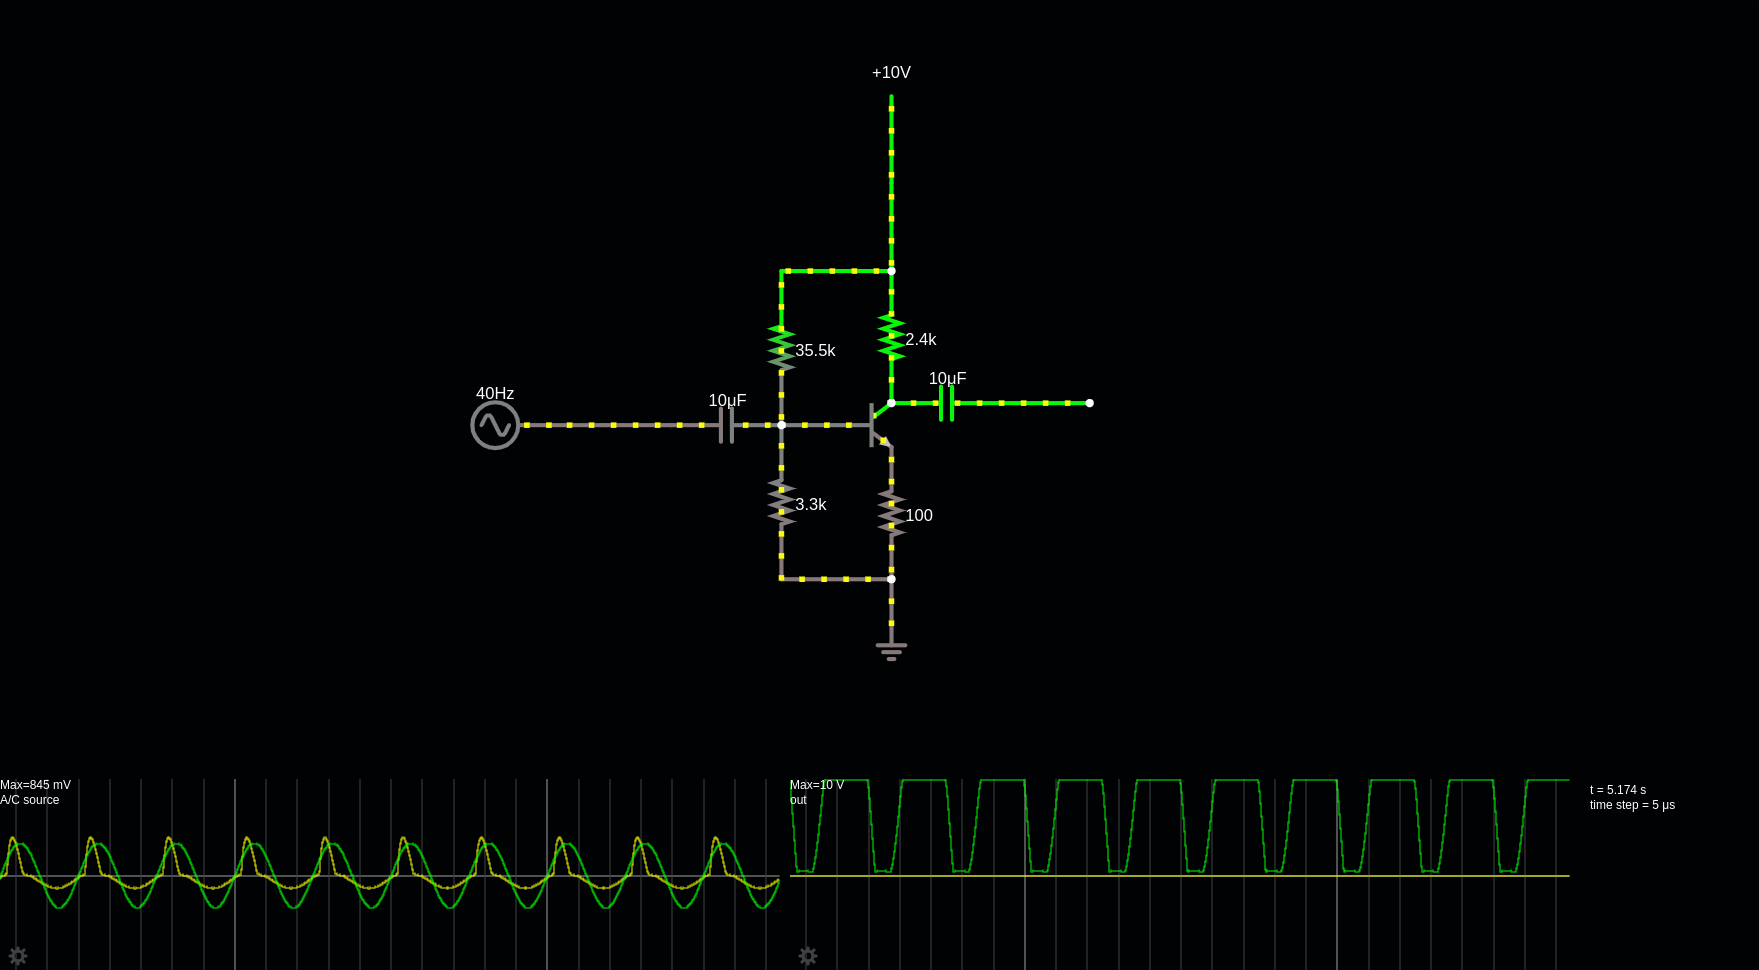 +10V
35.5k
2.4k
40Hz
10μF
10μF
3.3k
100
Max=845 mV
A/C source
Max=10 V
out
t = 5.174 s
time step = 5 μs